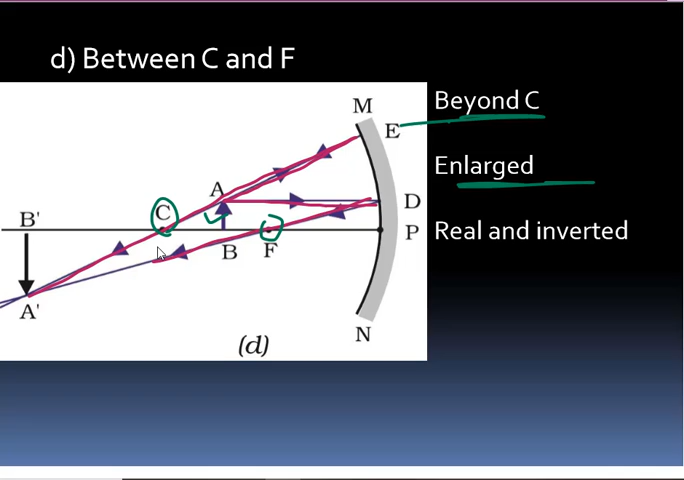 d) Between C and F
M
E
Beyond C
A
Enlarged
C
D
B'
P
Real and inverted
B
F
A'
N
(d)